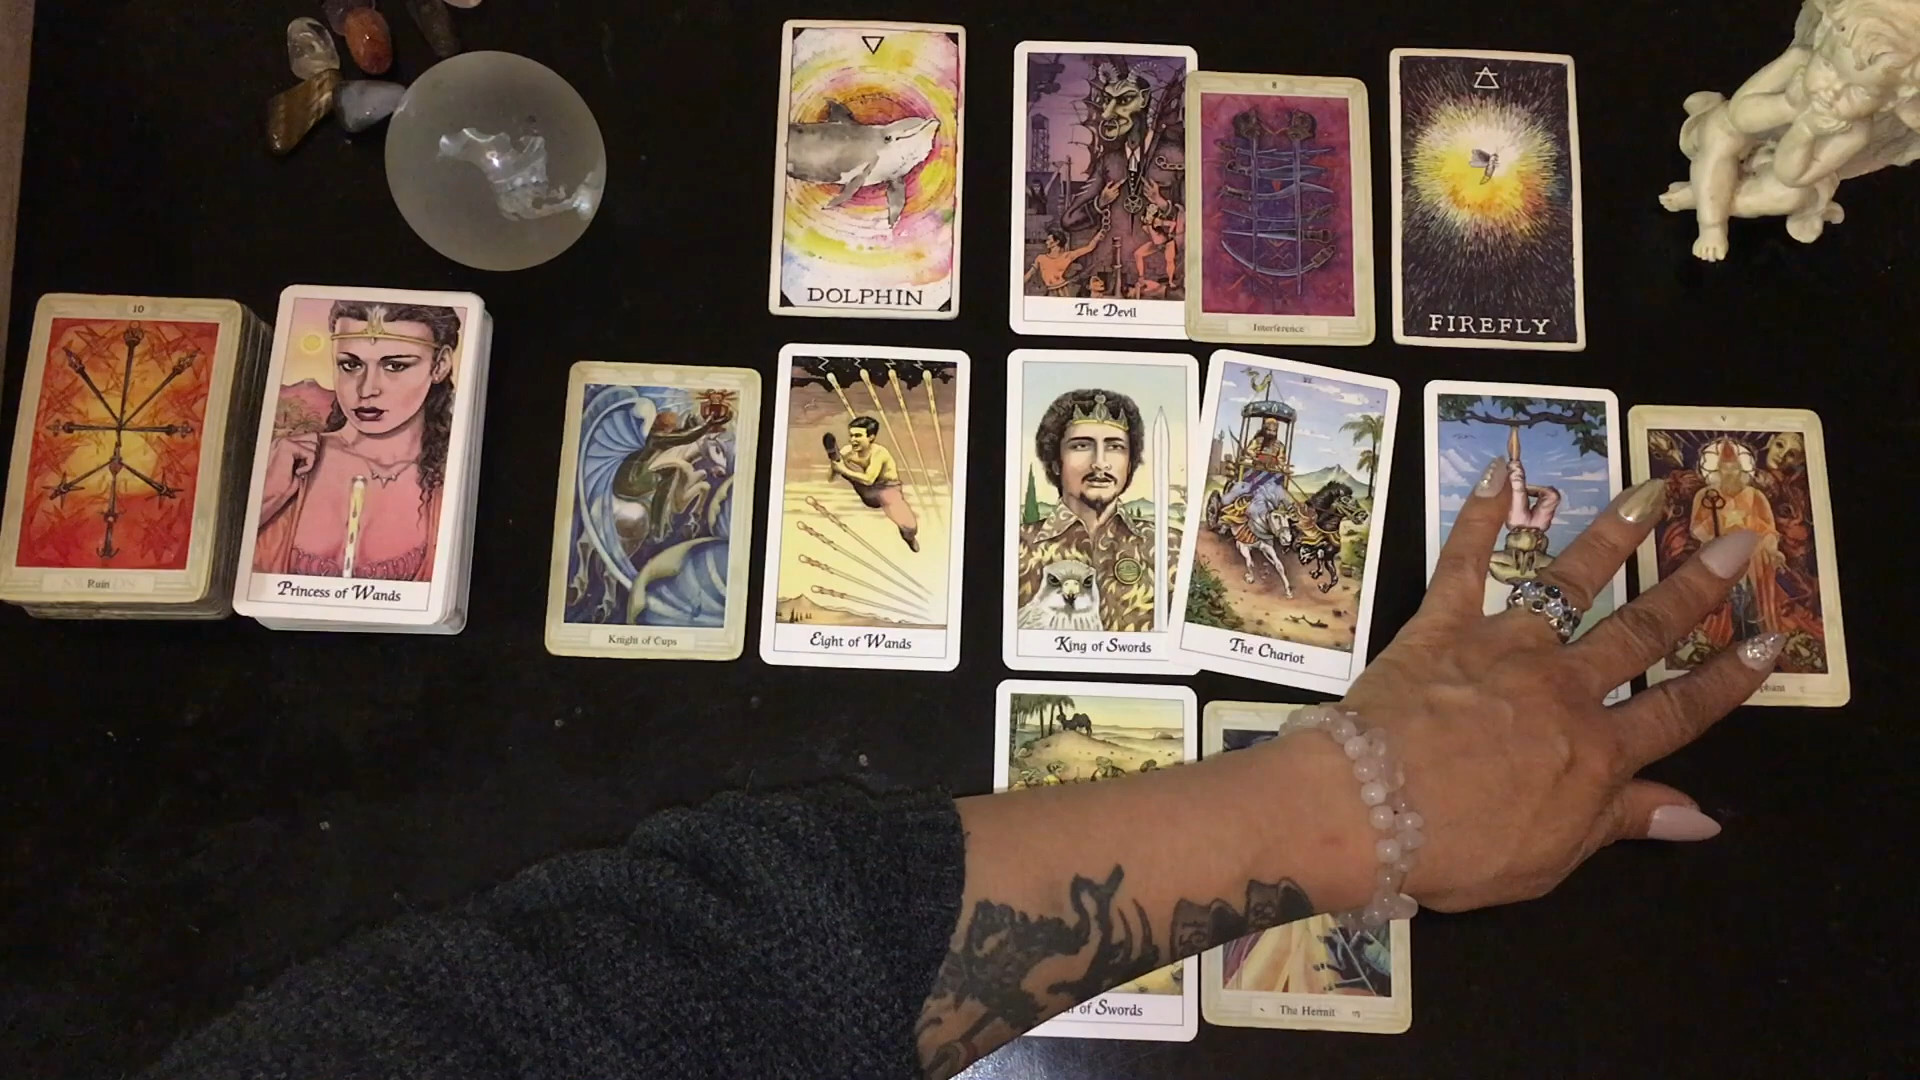 DOLPHIN
The Devil
8
Interference
FIREFLY
10
Ruin
Princess of Wands
Knight of Cups
Eight of Wands
King of Swords
The Chariot
V
of Swords
The Hermit